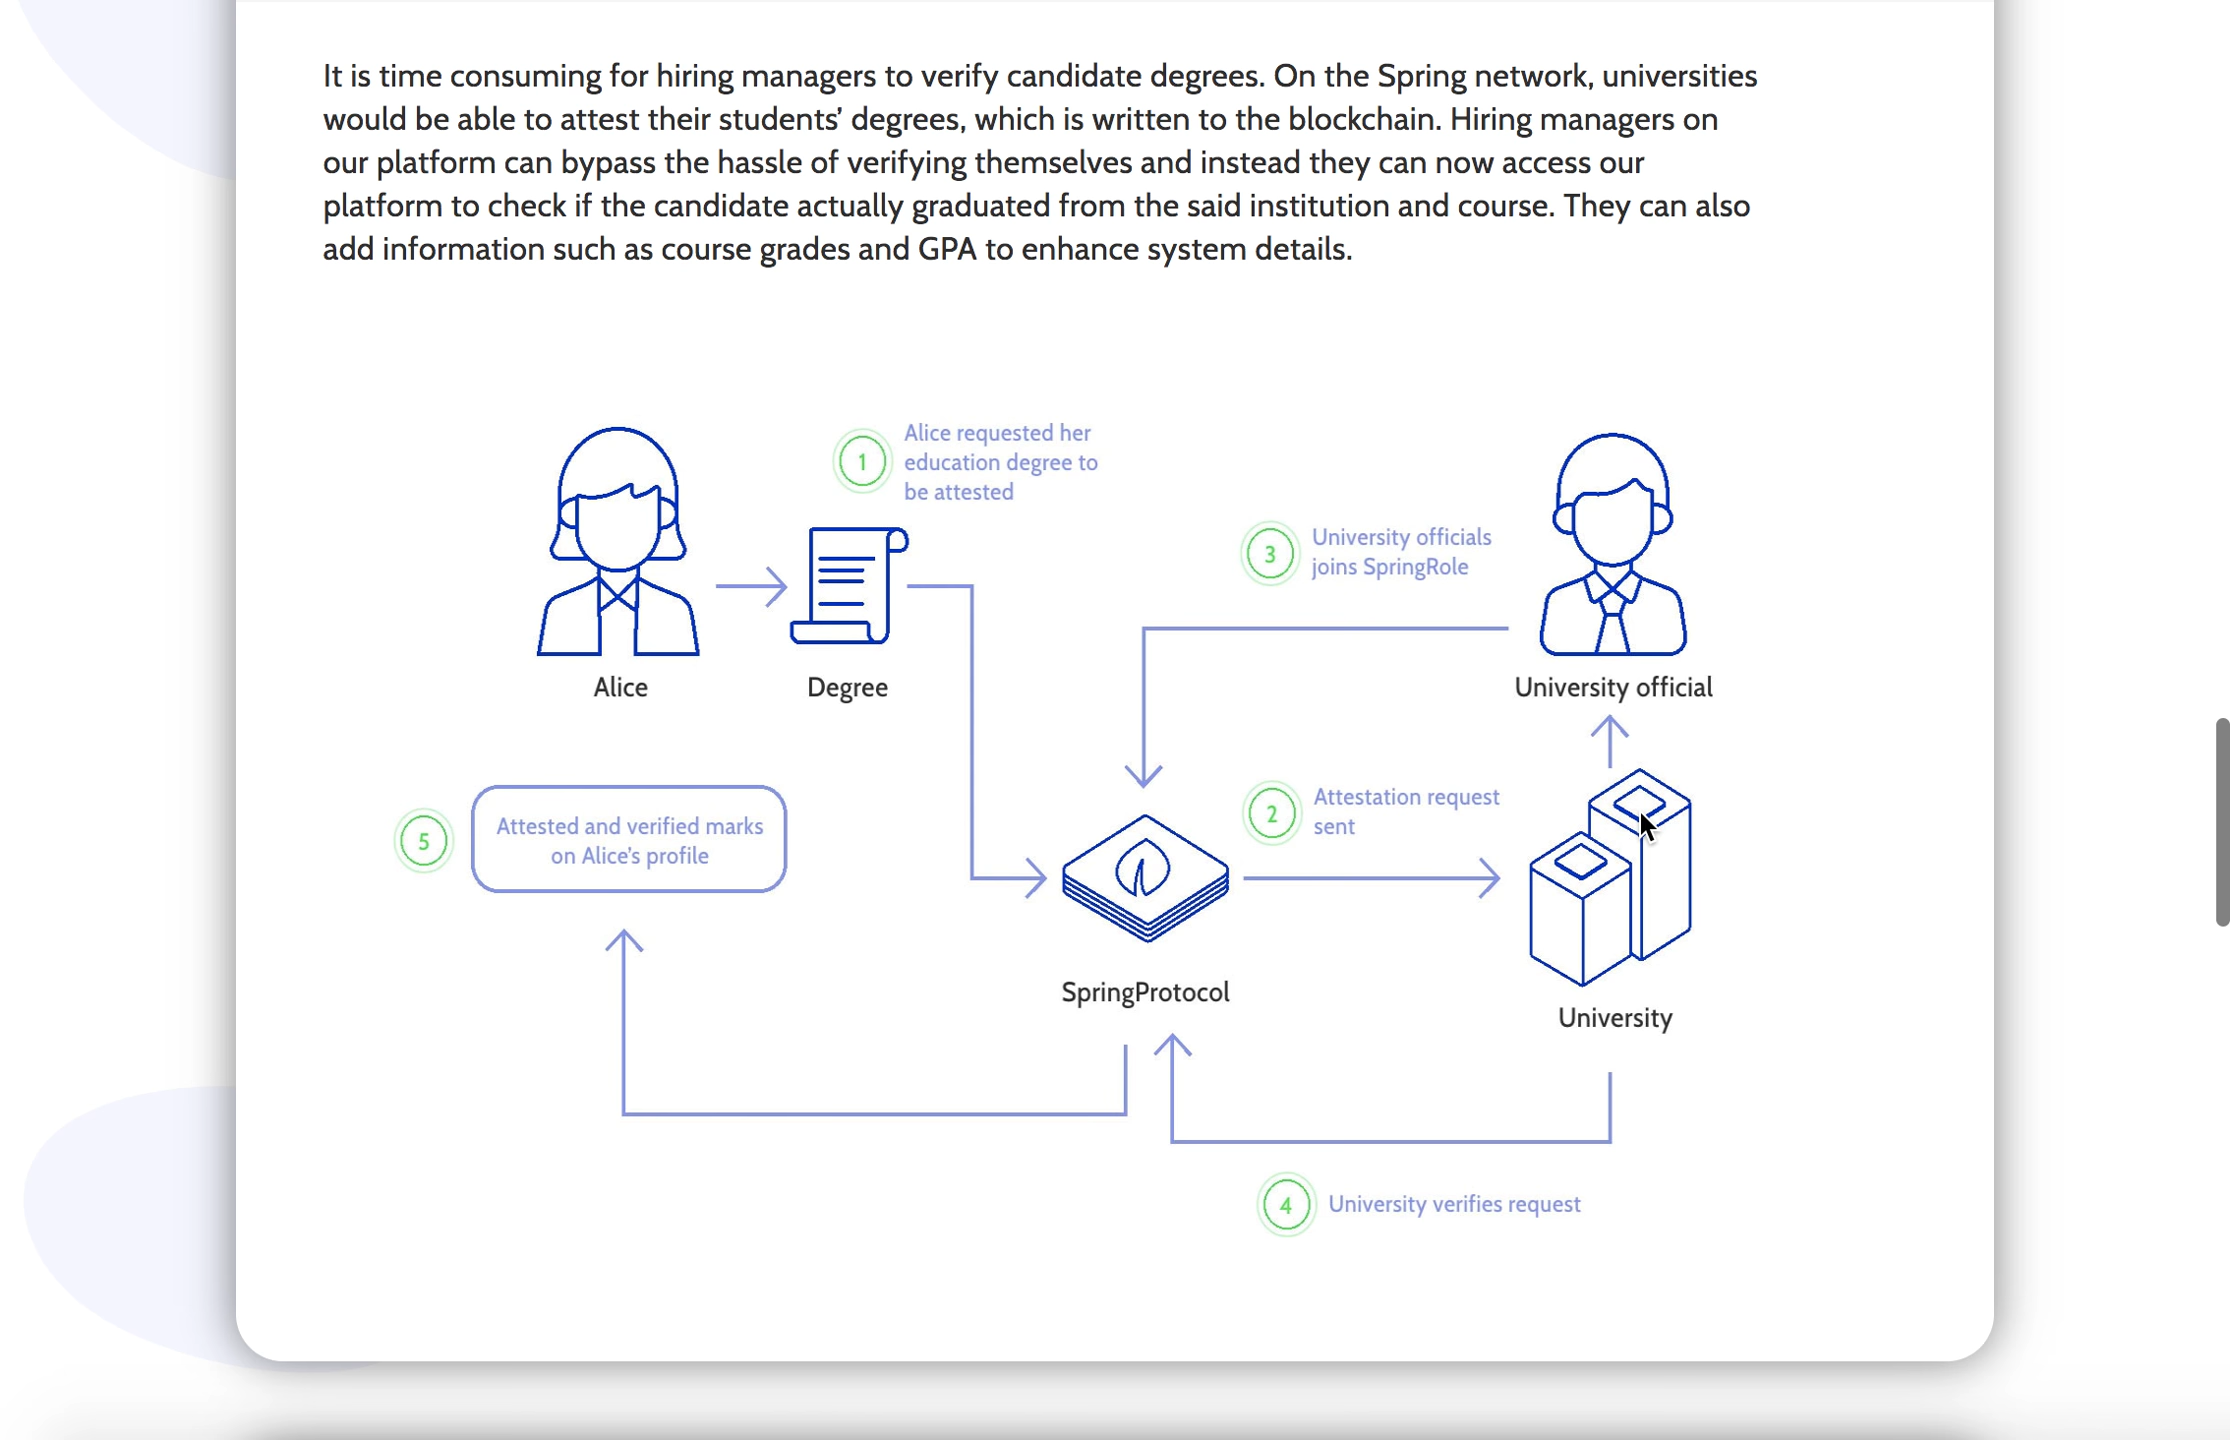 It is time consuming for hiring managers to verify candidate degrees. On the Spring network, universities
would be able to attest their students’ degrees, which is written to the blockchain. Hiring managers on
our platform can bypass the hassle of verifying themselves and instead they can now access our
platform to check if the candidate actually graduated from the said institution and course. They can also
add information such as course grades and GPA to enhance system details.
1
Alice requested her
education degree to
be attested
3
University officials
joins SpringRole
Alice
Degree
University official
5
Attested and verified marks
on Alice’s profile
2
Attestation request
sent
SpringProtocol
University
4
University verifies request